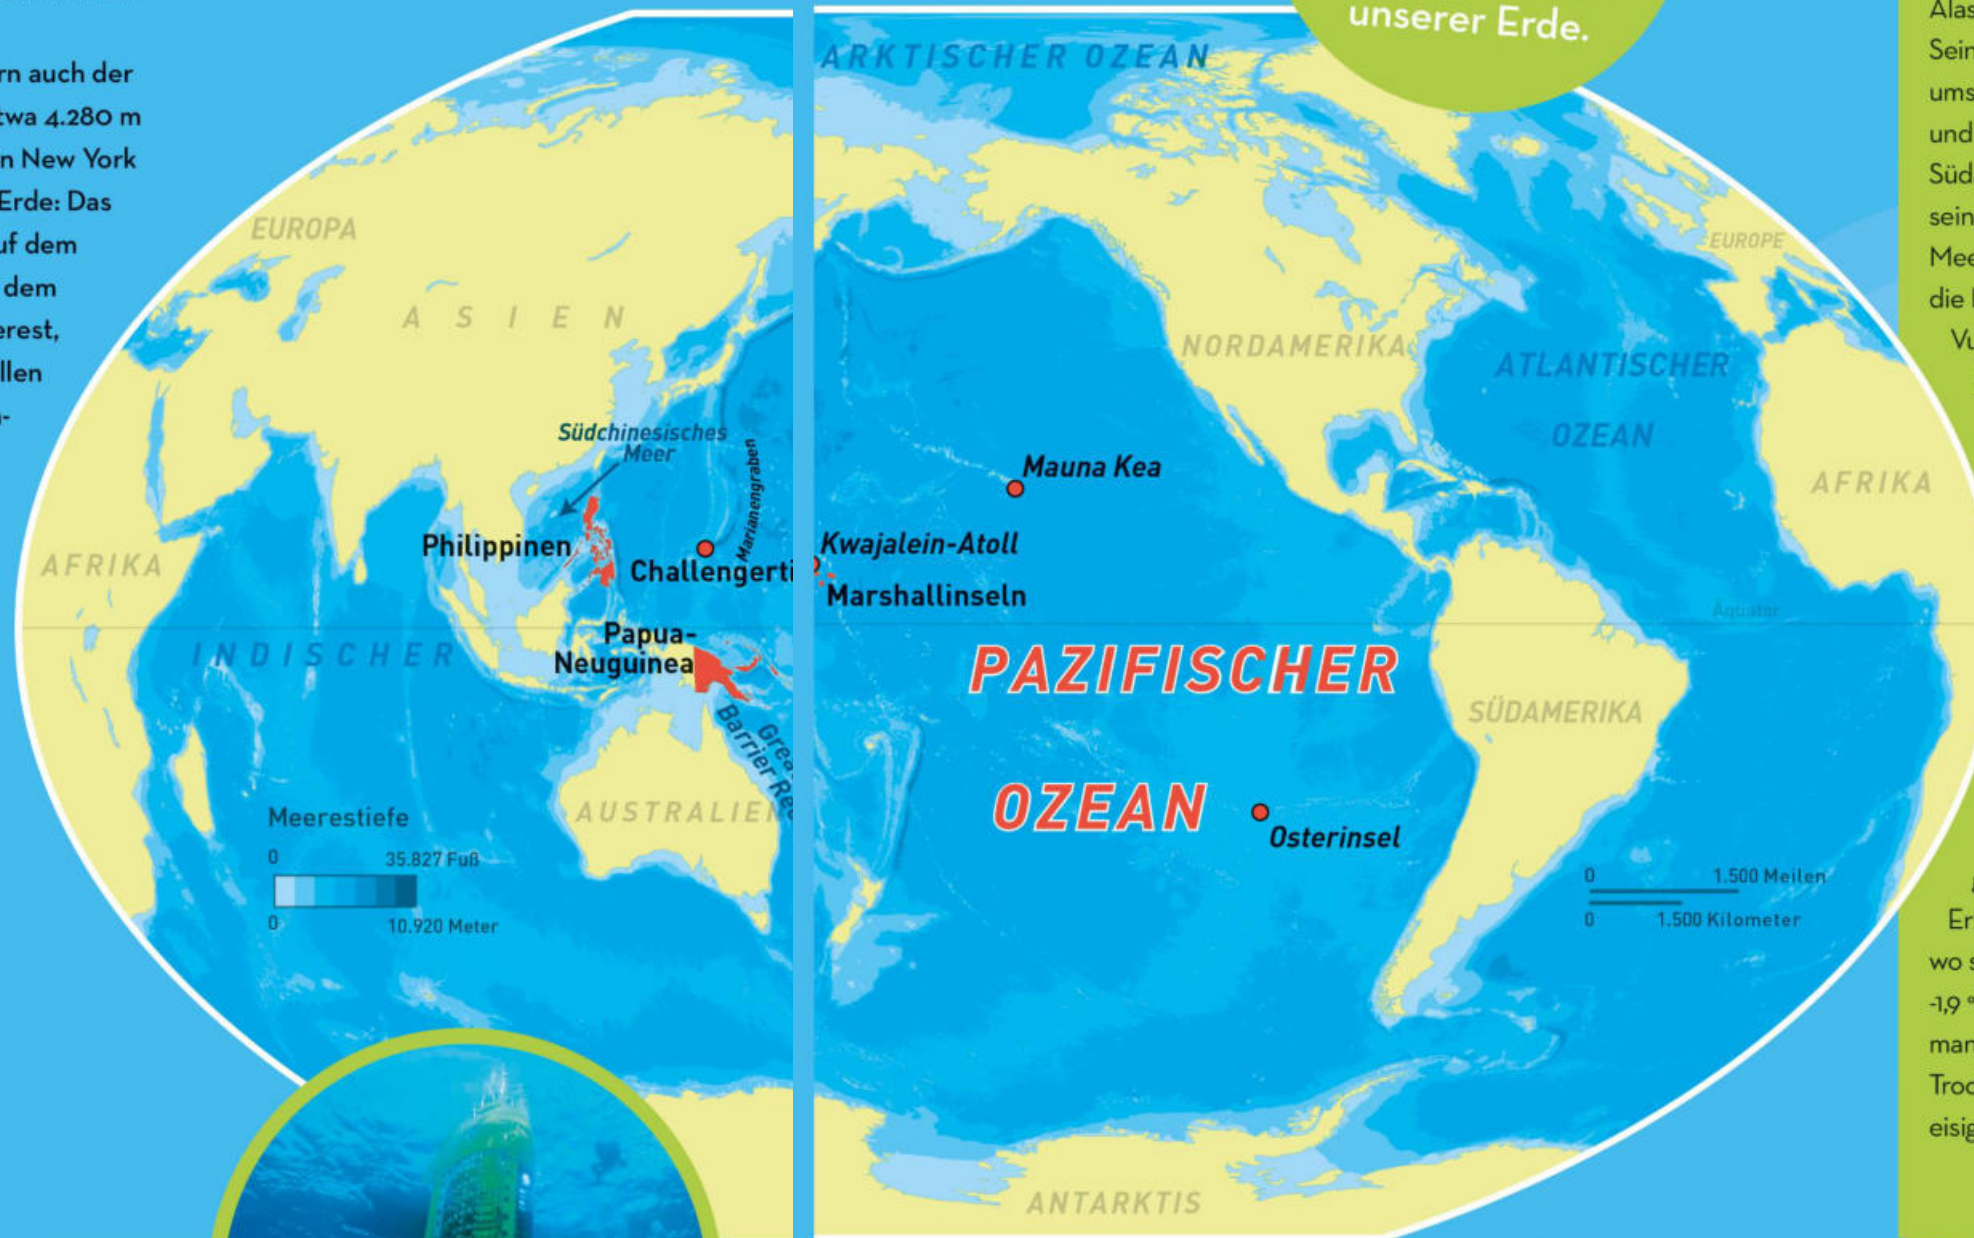 rn auch der
twa 4.280 m
n New York
Erde: Das
uf dem
dem
erest,
llen
-
EUROPA
ASIEN
Südchinesisches
Meer
Marianengraben
Philippinen
Challengerti
AFRIKA
INDISCHER
Papua-
Neuguinea
Great
Barrier Ree
AUSTRALIEN
Meerestiefe
0 35.827 Fuß
0 10.920 Meter
unserer Erde.
ARKTISCHER OZEAN
EUROPE
NORDAMERIKA
ATLANTISCHER
OZEAN
Mauna Kea
AFRIKA
Kwajalein-Atoll
Marshallinseln
Äquator
PAZIFISCHER
OZEAN
SÜDAMERIKA
Osterinsel
0 1.500 Meilen
0 1.500 Kilometer
ANTARKTIS
Alas
Sein
ums
und
Süd
sein
Mee
die
Vu
Er
wo s
-1,9 °
man
Troc
eisig